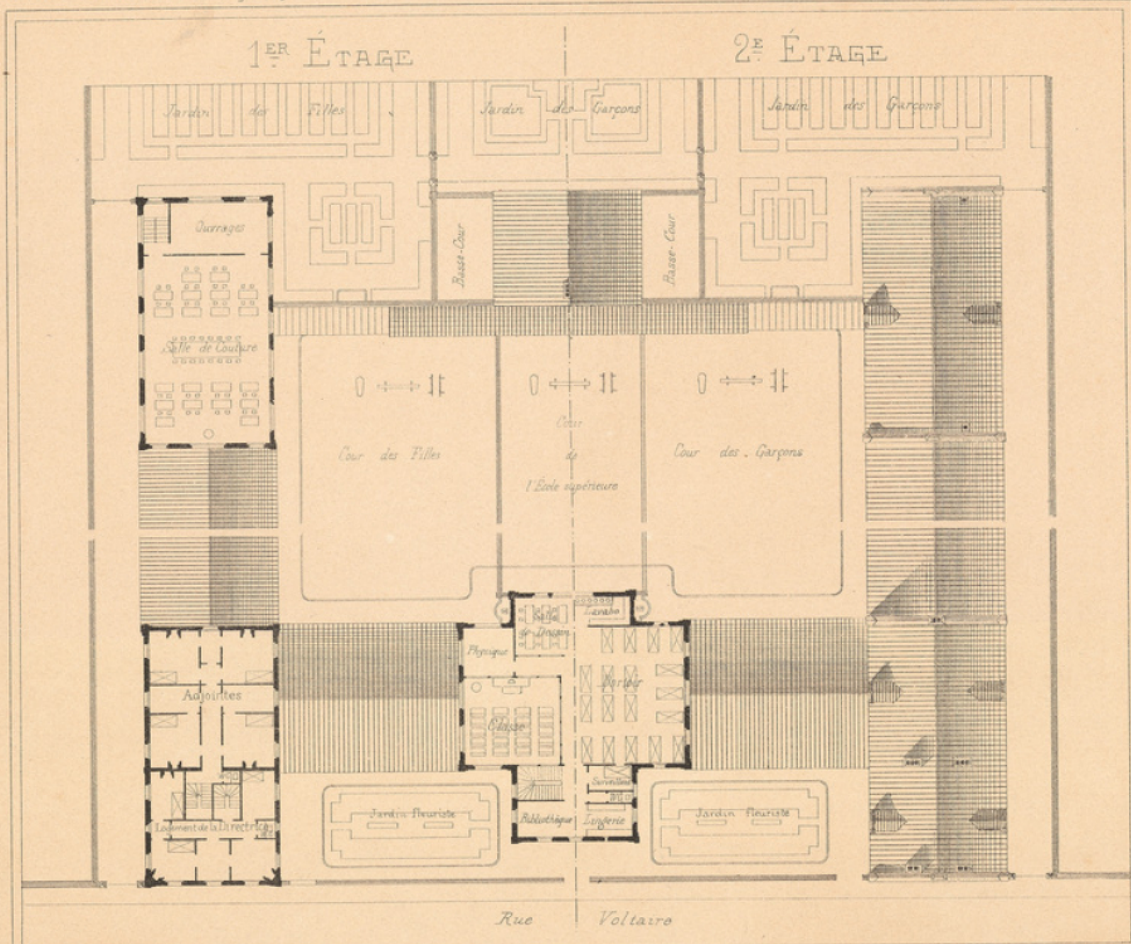 1ER ÉTAGE
2E ÉTAGE
Jardin des Filles
Jardin des Garçons
Jardin des Garçons
Ouvrages
Basse-Cour
Basse-Cour
Salle de Couture
Cour des Filles
Cour
de
l'École supérieure
Cour des Garçons
Salle
de Dessin
Lavabo
Physique
Adjointes
Dortoir
Classe
Surveillant
Jardin fleuriste
Jardin fleuriste
Logement de la Directrice
Bibliothèque
Lingerie
Rue Voltaire